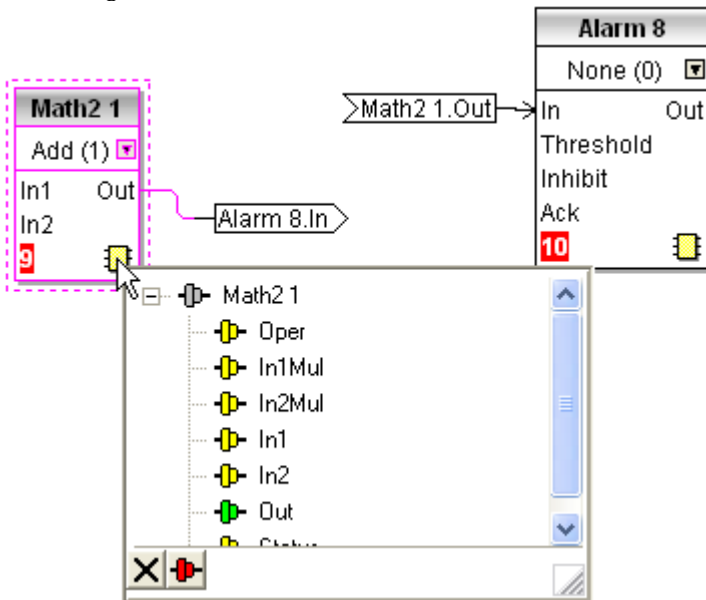 Alarm 8
None (0)
Math2 1
Math2 1.Out
In Out
Add (1)
Threshold
In1 Out
Inhibit
In2
Alarm 8.In
Ack
9
10
Math2 1
Oper
In1Mul
In2Mul
In1
In2
Out